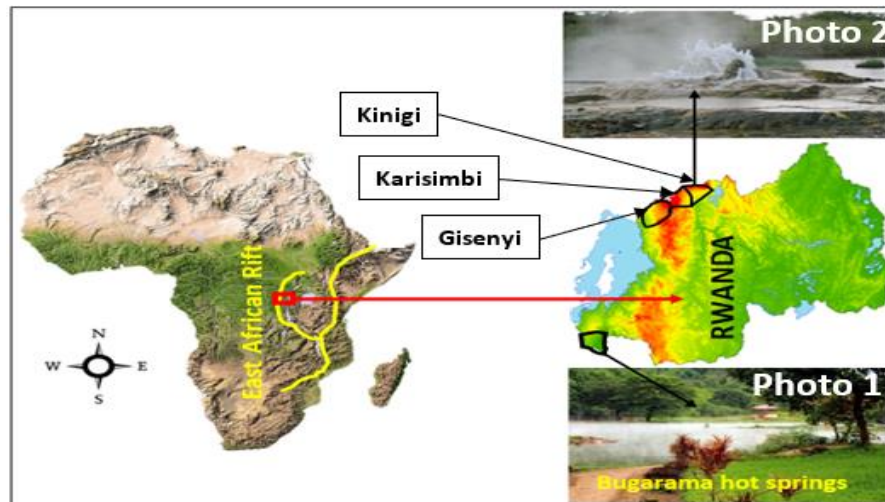 Photo 2
Kinigi
Karisimbi
Gisenyi
East African Rift
RWANDA
N
W
E
S
Photo 1
Bugarama hot springs